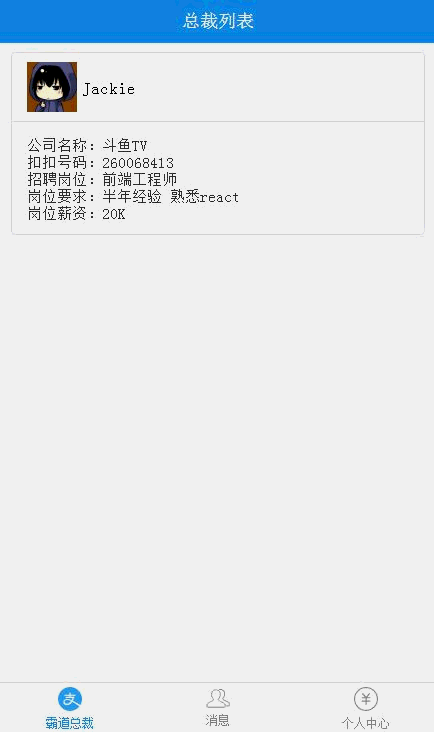 总裁列表
Jackie
公司名称：斗鱼TV
扣扣号码：260068413
招聘岗位：前端工程师
岗位要求：半年经验 熟悉react
岗位薪资：20K
支
¥
霸道总裁
消息
个人中心